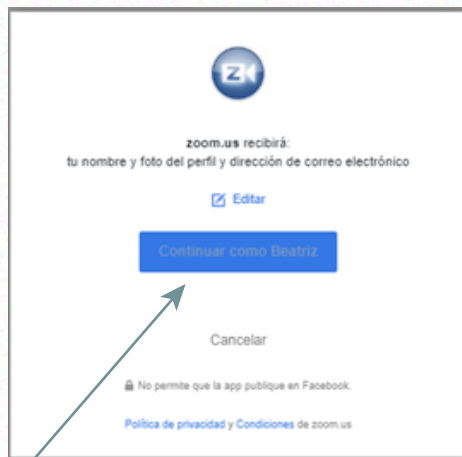 Z
zoom.us recibirá:
tu nombre y foto del perfil y dirección de correo electrónico
Editar
Continuar como Beatriz
Cancelar
No permite que la app publique en Facebook.
Política de privacidad y Condiciones de zoom.us